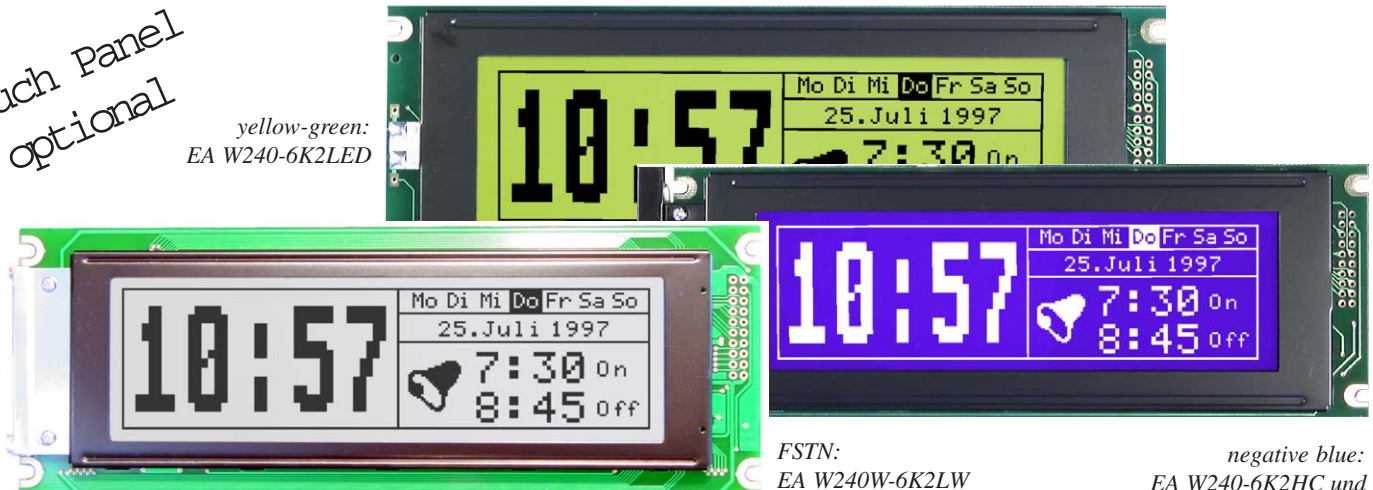 uch Panel
optional
yellow-green:
EA W240-6K2LED
10:57
Mo Di Mi Do Fr Sa So
25.Juli 1997
7:30 On
10:57
Mo Di Mi Do Fr Sa So
25.Juli 1997
7:30 On
8:45 Off
10:57
Mo Di Mi Do Fr Sa So
25.Juli 1997
7:30 On
8:45 Off
FSTN:
EA W240W-6K2LW
negative blue:
EA W240-6K2HC und